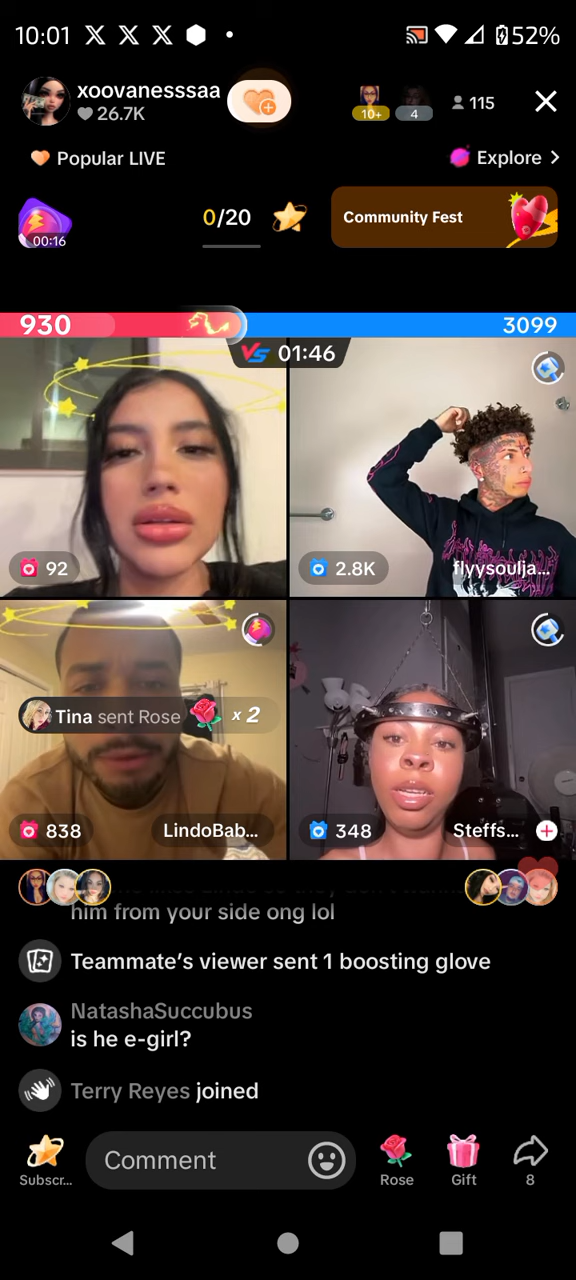 10:01
52%
xoovanesssaa
26.7K
10+
4
115
Popular LIVE
Explore >
00:16
0/20
Community Fest
930
3099
VS 01:46
92
2.8K
flyysoulja...
Tina sent Rose x 2
838
LindoBab...
348
Steffs...
him from your side ong lol
Teammate's viewer sent 1 boosting glove
NatashaSuccubus
is he e-girl?
Terry Reyes joined
Subscr...
Comment
Rose
Gift
8